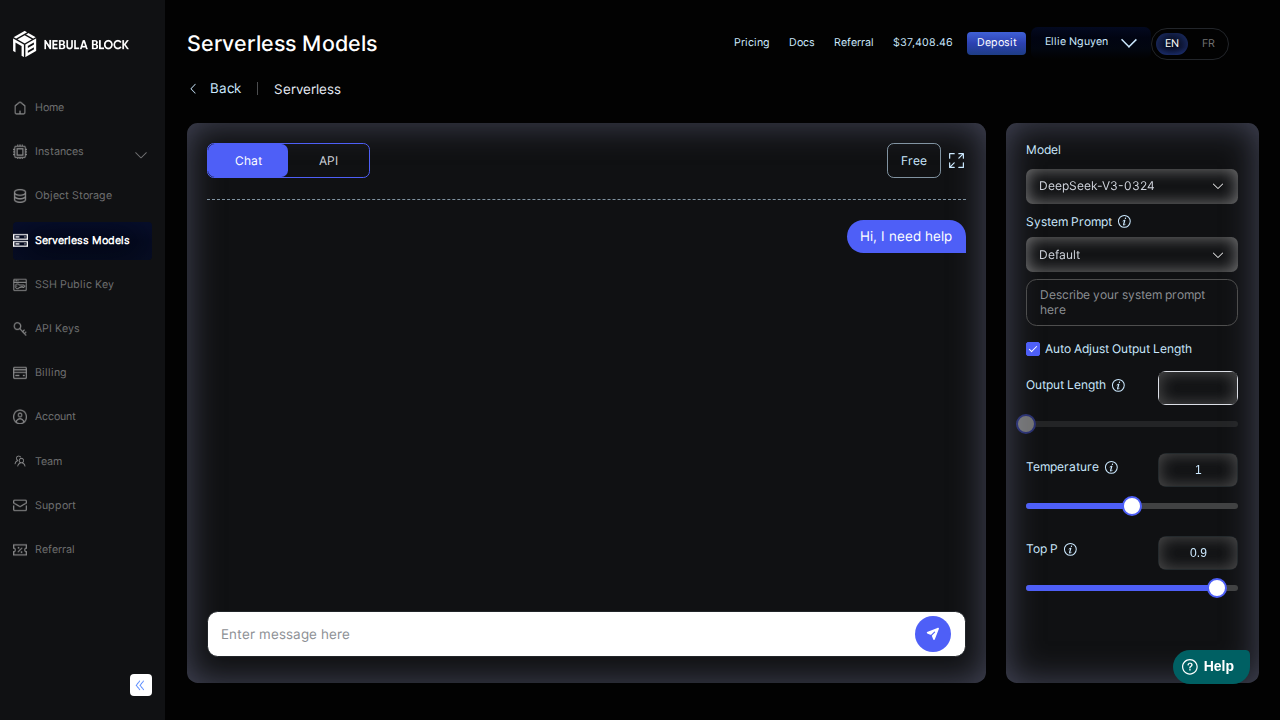 NEBULA BLOCK
Home
Instances
Object Storage
Serverless Models
SSH Public Key
API Keys
Billing
Account
Team
Support
Referral
Serverless Models
Pricing
Docs
Referral
$37,408.46
Deposit
Ellie Nguyen
EN
FR
Back
Serverless
Chat
API
Free
Hi, I need help
Enter message here
Model
DeepSeek-V3-0324
System Prompt
Default
Describe your system prompt
here
Auto Adjust Output Length
Output Length
Temperature
1
Top P
0.9
Help